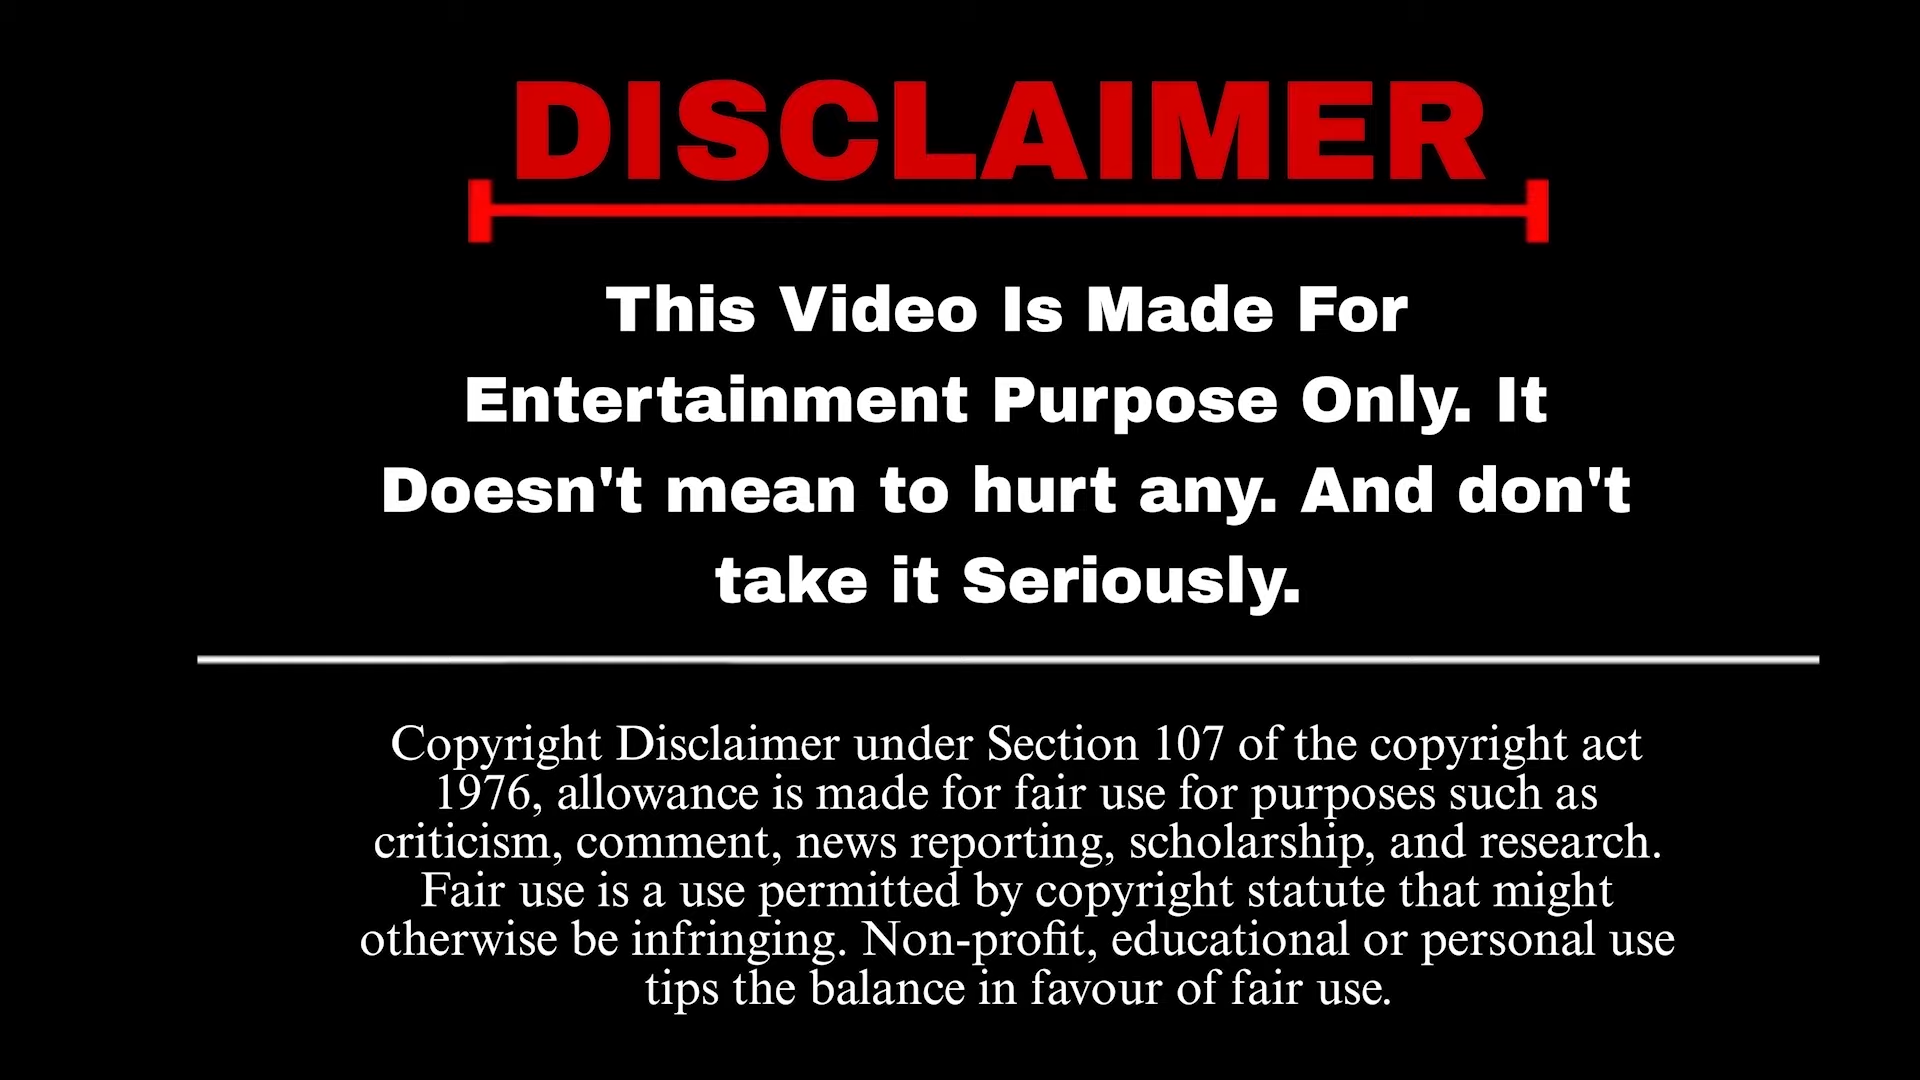 DISCLAIMER
This Video Is Made For
Entertainment Purpose Only. It
Doesn't mean to hurt any. And don't
take it Seriously.
Copyright Disclaimer under Section 107 of the copyright act
1976, allowance is made for fair use for purposes such as
criticism, comment, news reporting, scholarship, and research.
Fair use is a use permitted by copyright statute that might
otherwise be infringing. Non-profit, educational or personal use
tips the balance in favour of fair use.